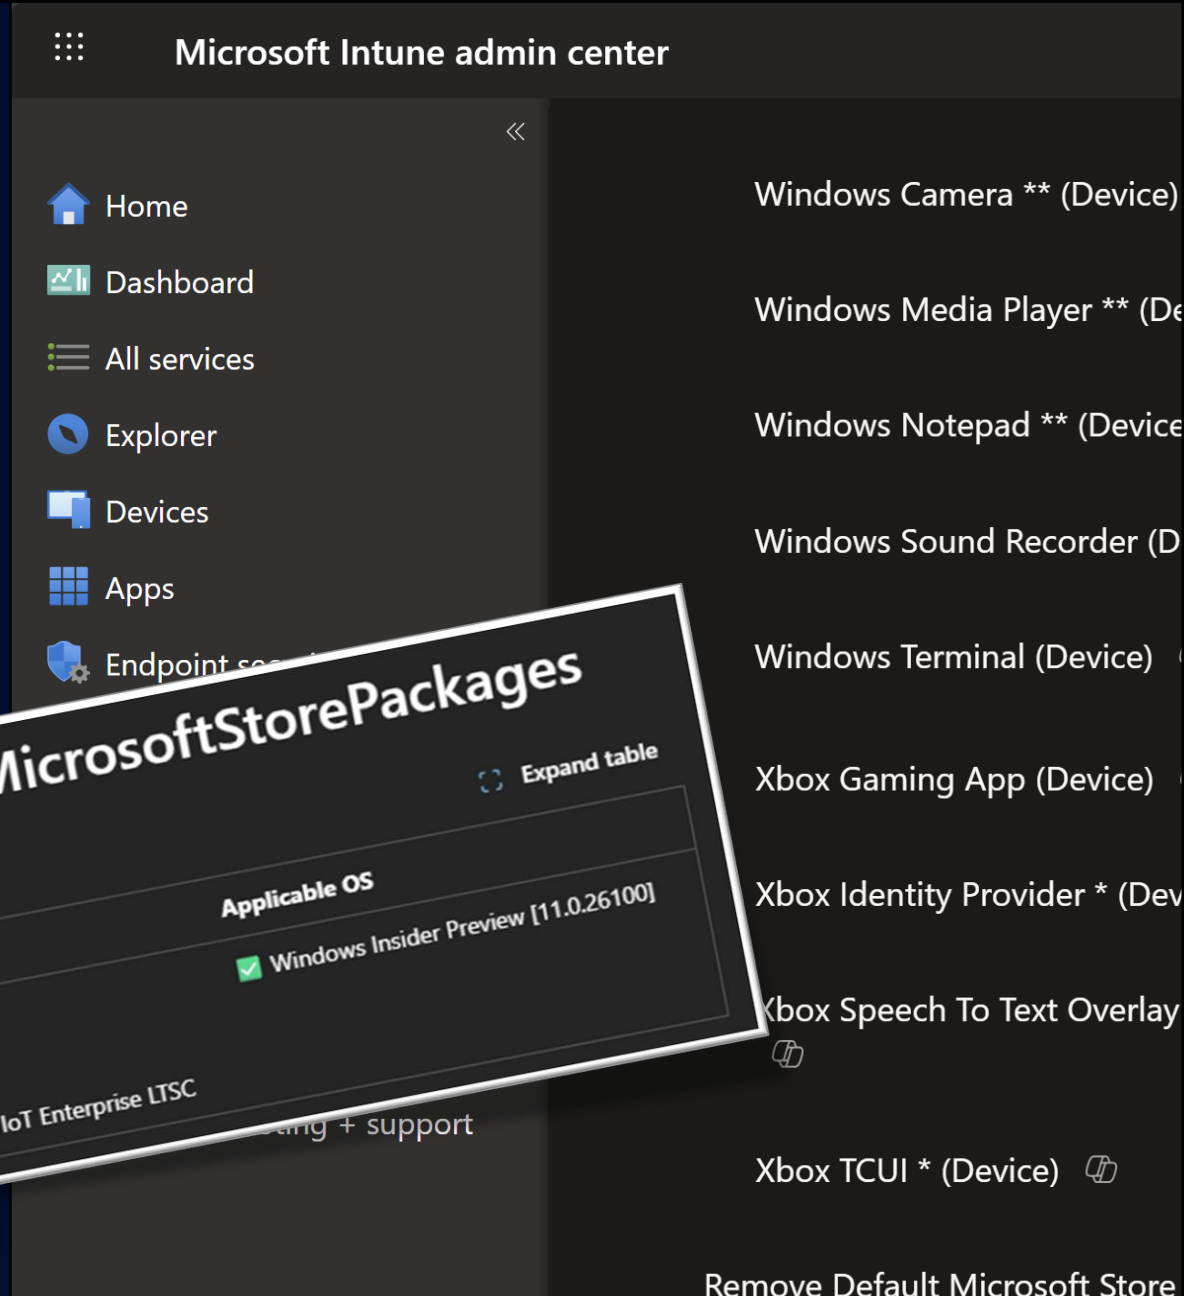 Microsoft Intune admin center
Home
Dashboard
All services
Explorer
Devices
Apps
Endpoint
Windows Camera ** (Device)
Windows Media Player ** (De
Windows Notepad ** (Device
Windows Sound Recorder (D
Windows Terminal (Device)
Xbox Gaming App (Device)
Xbox Identity Provider * (Dev
Xbox Speech To Text Overlay
Xbox TCUI * (Device)
Remove Default Microsoft Store
MicrosoftStorePackages
Expand table
Applicable OS
✅ Windows Insider Preview [11.0.26100]
IoT Enterprise LTSC
+ support